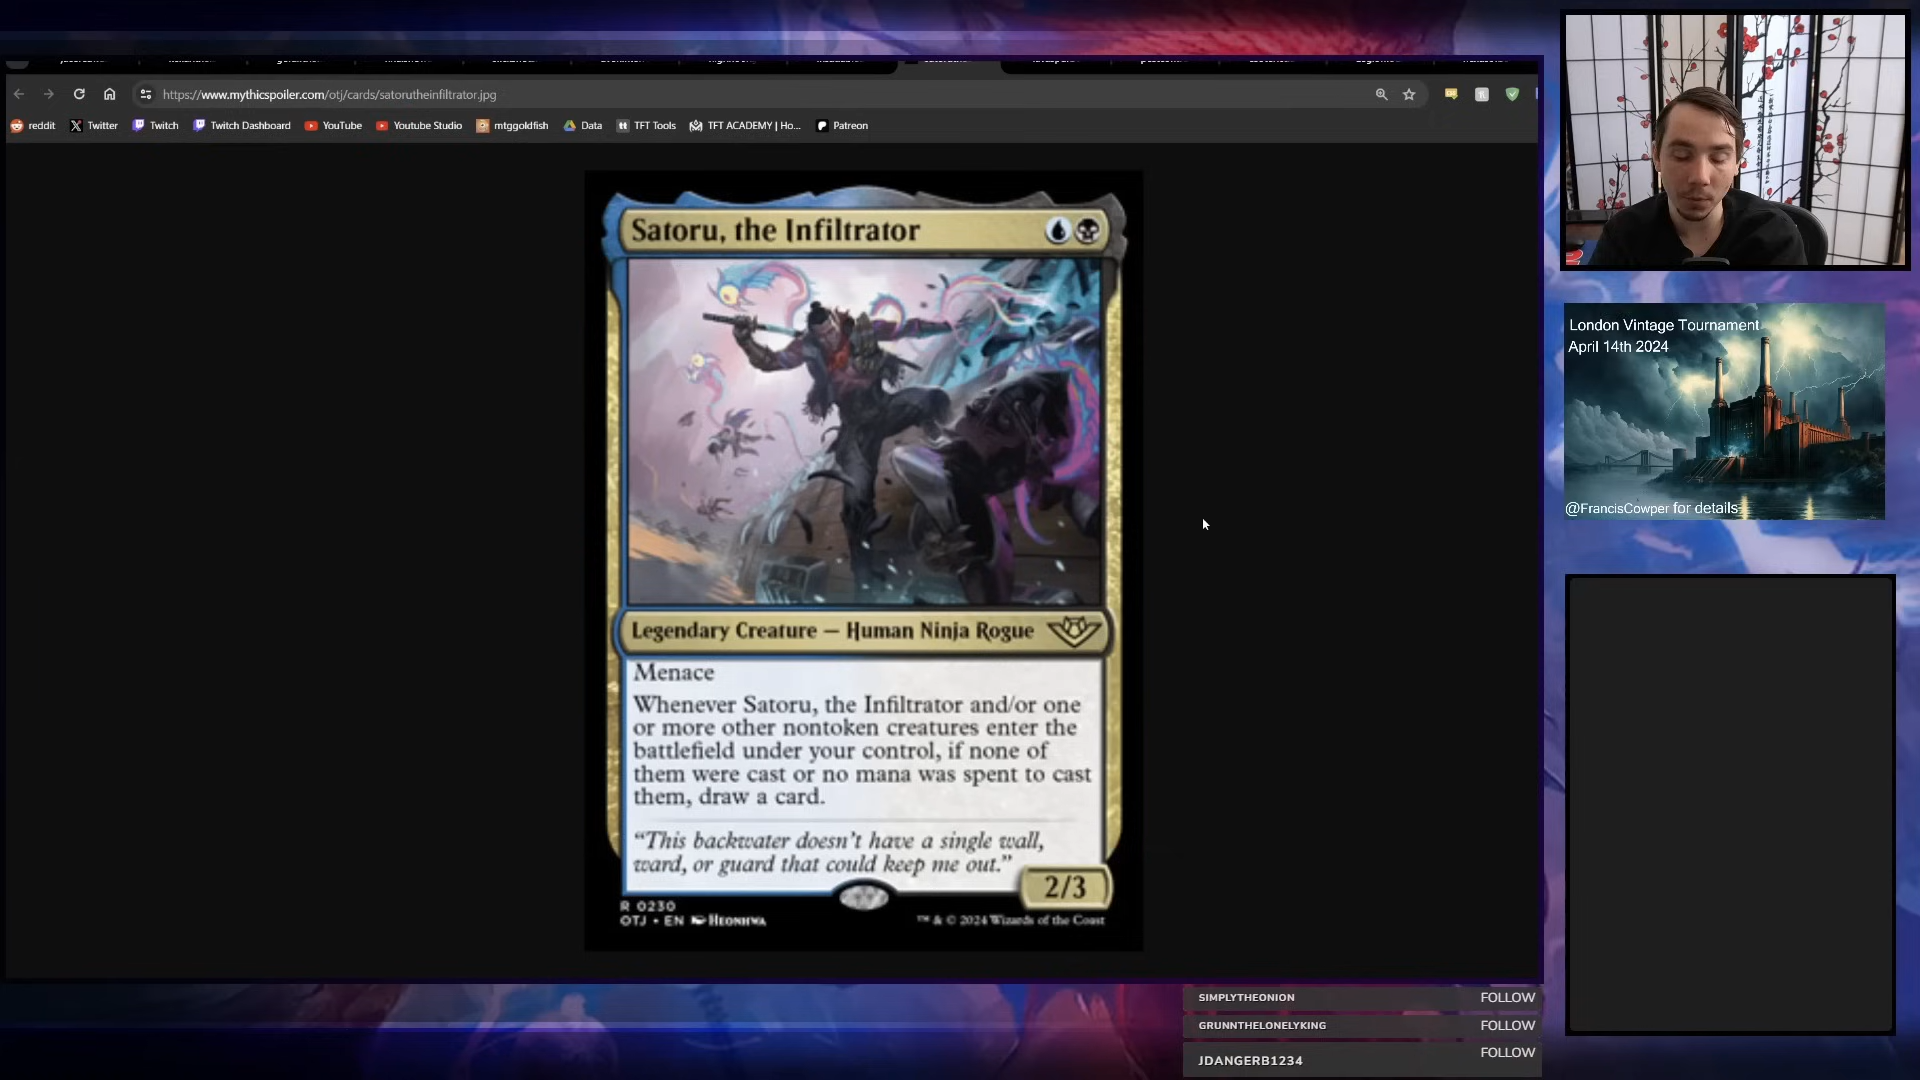 https://www.mythicspoiler.com/otj/cards/satorutheinfiltrator.jpg
reddit
Twitter
Twitch
Twitch Dashboard
YouTube
Youtube Studio
mtggoldfish
Data
TFT Tools
TFT ACADEMY | Ho...
Patreon
Satoru, the Infiltrator
Legendary Creature — Human Ninja Rogue
Menace
Whenever Satoru, the Infiltrator and/or one
or more other nontoken creatures enter the
battlefield under your control, if none of
them were cast or no mana was spent to cast
them, draw a card.
“This backwater doesn’t have a single wall,
ward, or guard that could keep me out.”
2/3
R 0230
OTJ • EN Heonhwa
™ & © 2024 Wizards of the Coast
London Vintage Tournament
April 14th 2024
@FrancisCowper for details
SIMPLYTHEONION FOLLOW
GRUNNTHELONELYKING FOLLOW
JDANGERB1234 FOLLOW